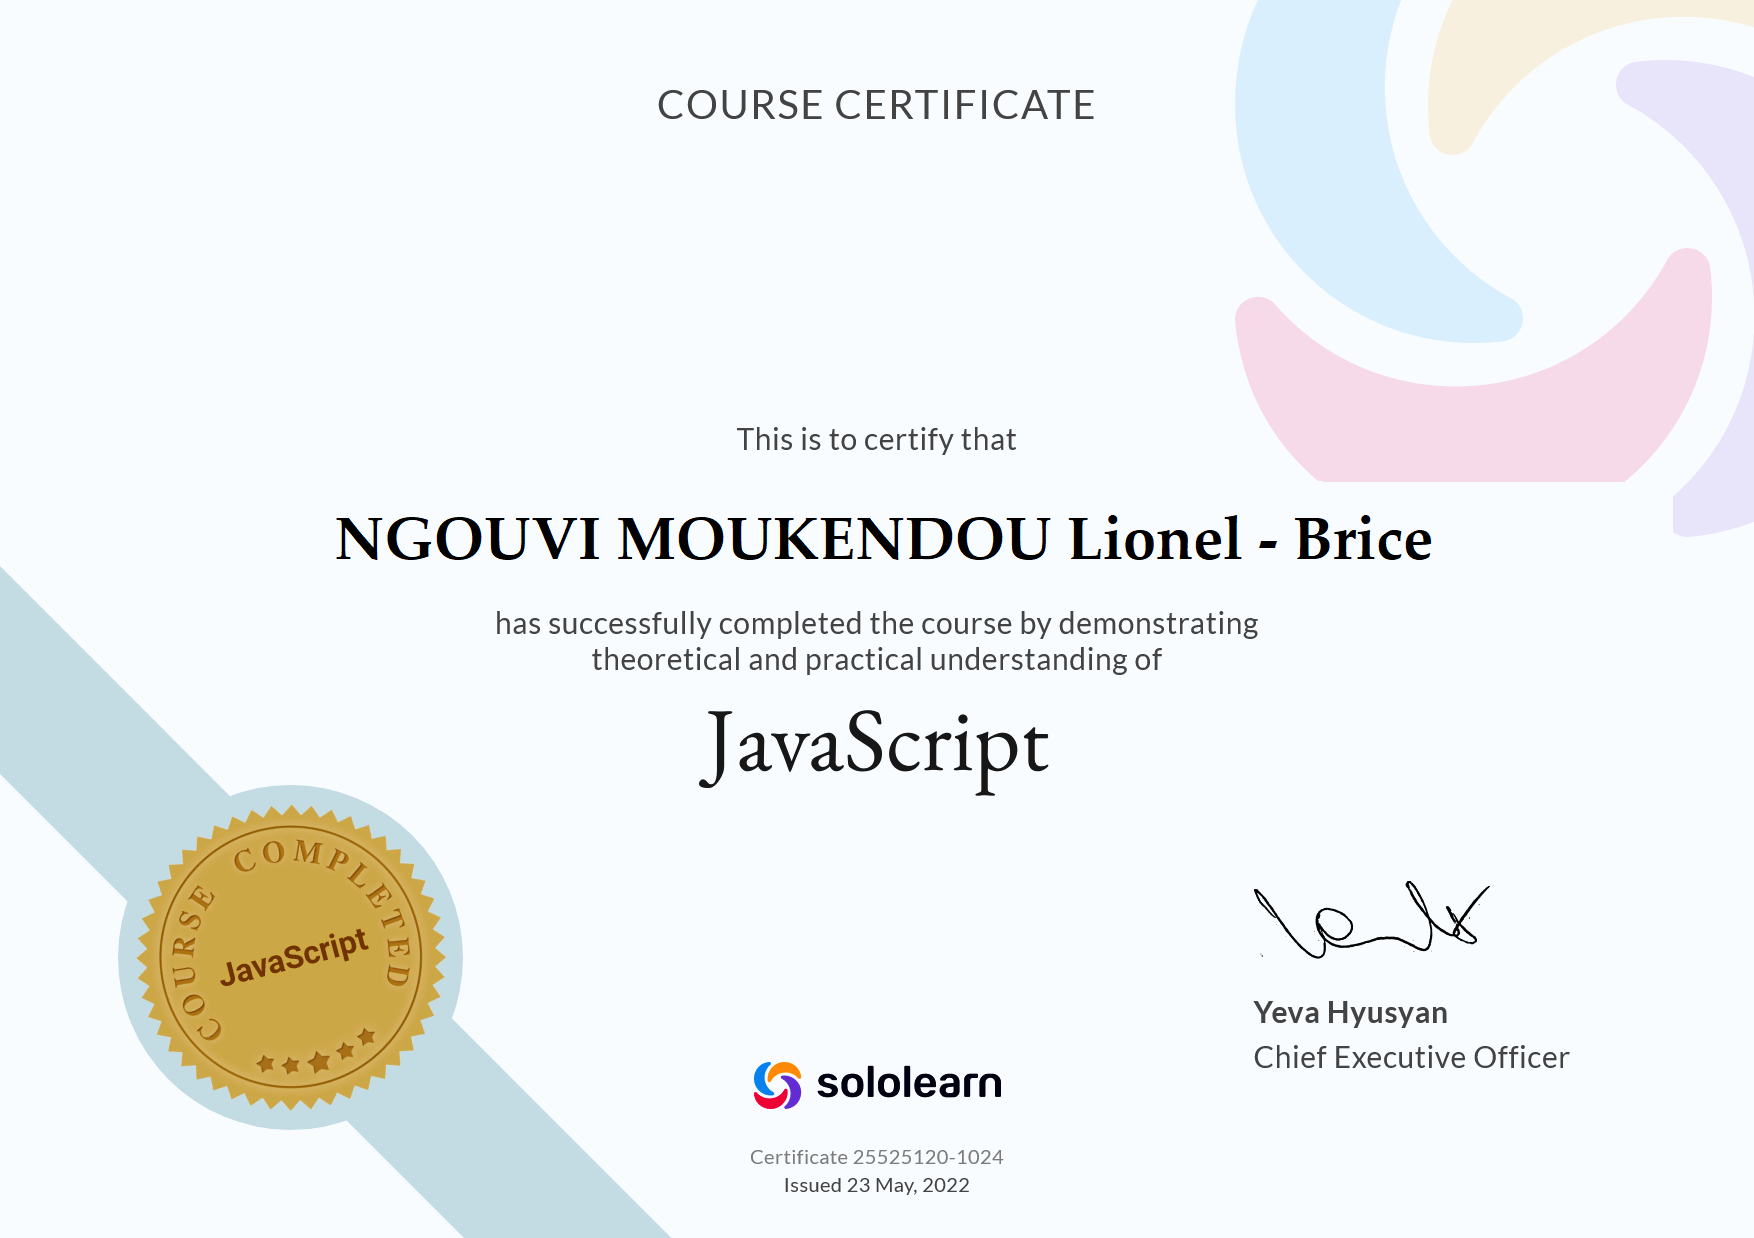 COURSE CERTIFICATE
This is to certify that
NGOUVI MOUKENDOU Lionel - Brice
has successfully completed the course by demonstrating
theoretical and practical understanding of
JavaScript
COURSE COMPLETED
JavaScript
Yeva Hyusyan
Chief Executive Officer
sololearn
Certificate 25525120-1024
Issued 23 May, 2022